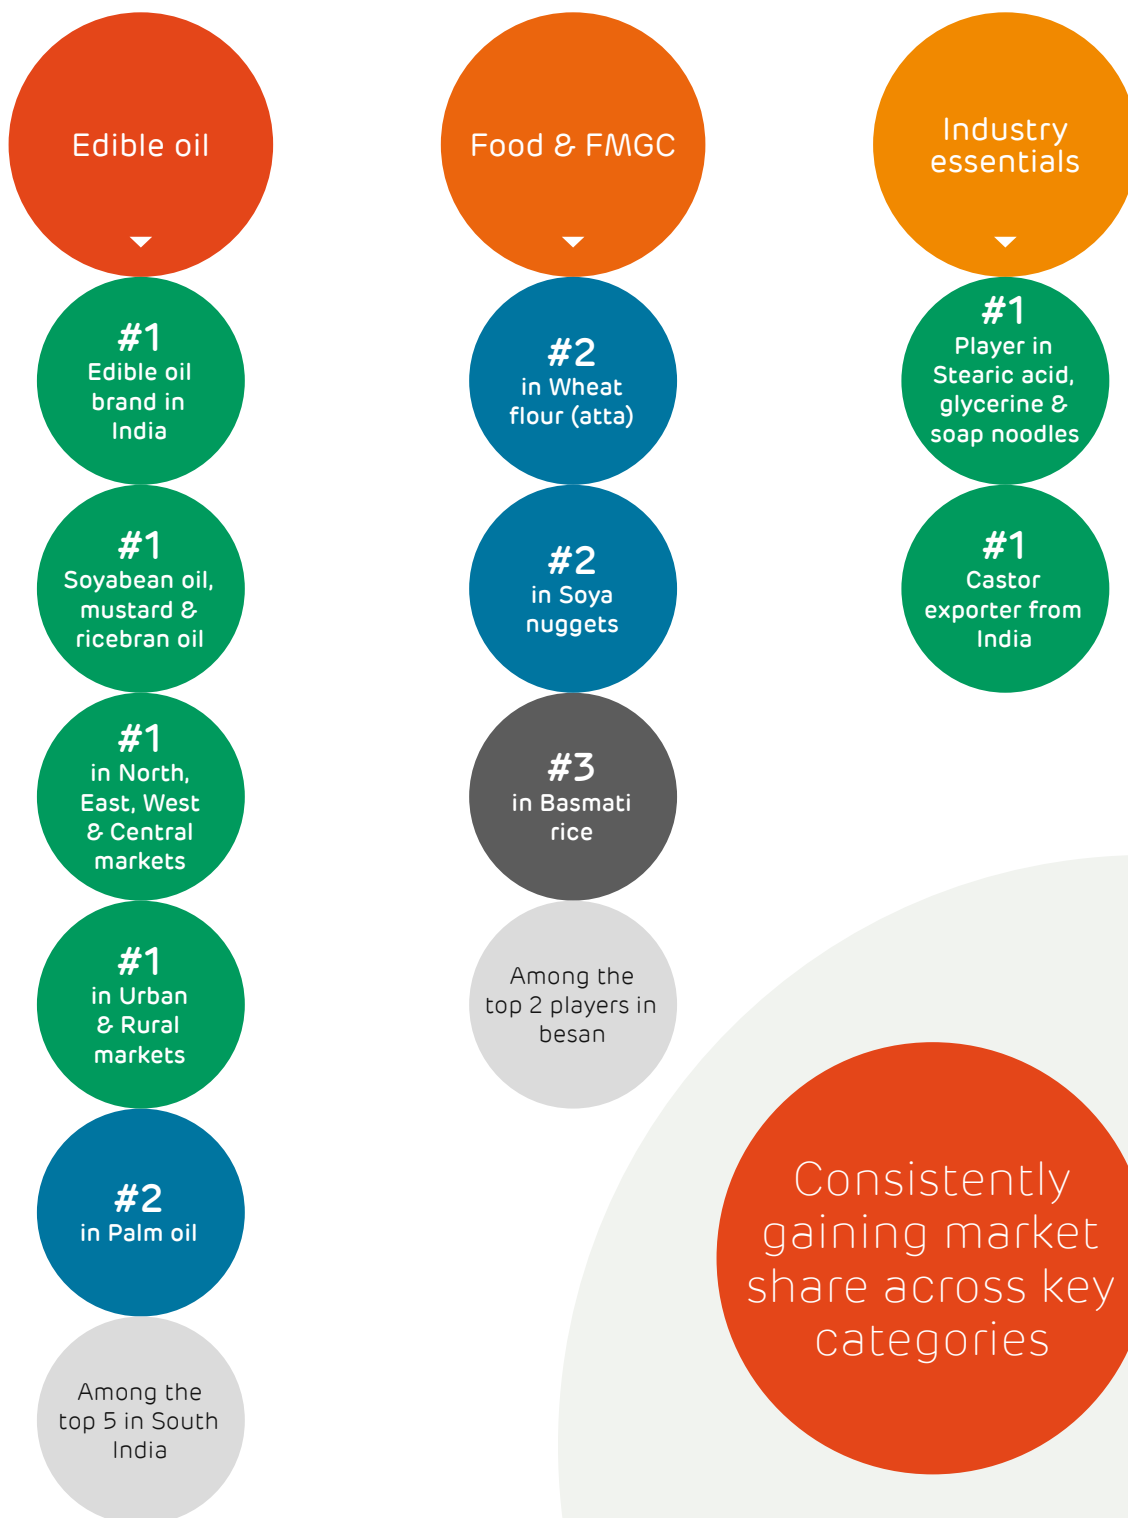 Edible oil
#1
Edible oil
brand in
India
#1
Soyabean oil,
mustard &
ricebran oil
#1
in North,
East, West
& Central
markets
#1
in Urban
& Rural
markets
#2
in Palm oil
Among the
top 5 in South
India
Food & FMGC
#2
in Wheat
flour (atta)
#2
in Soya
nuggets
#3
in Basmati
rice
Among the
top 2 players in
besan
Industry
essentials
#1
Player in
Stearic acid,
glycerine &
soap noodles
#1
Castor
exporter from
India
Consistently
gaining market
share across key
categories